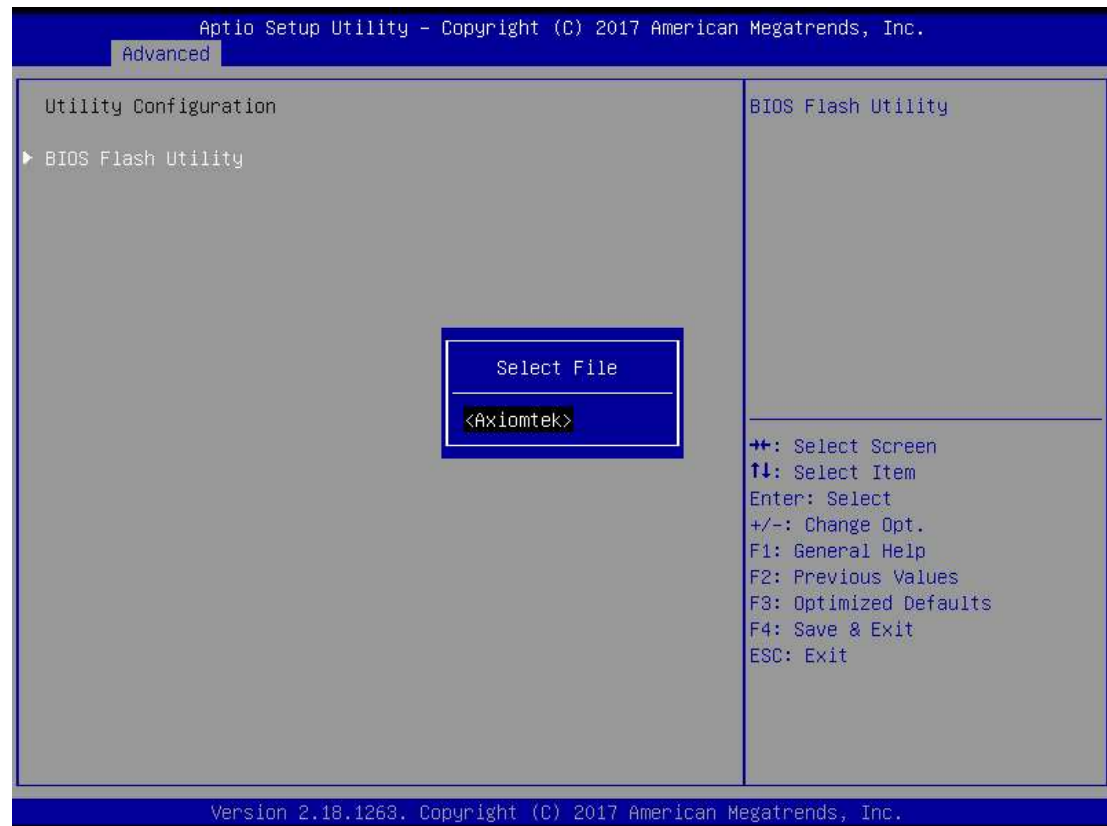 Aptio Setup Utility – Copyright (C) 2017 American Megatrends, Inc.
Advanced
Utility Configuration
BIOS Flash Utility
Select File
<Axiomtek>
BIOS Flash Utility
→←: Select Screen
↑↓: Select Item
Enter: Select
+/-: Change Opt.
F1: General Help
F2: Previous Values
F3: Optimized Defaults
F4: Save & Exit
ESC: Exit
Version 2.18.1263. Copyright (C) 2017 American Megatrends, Inc.